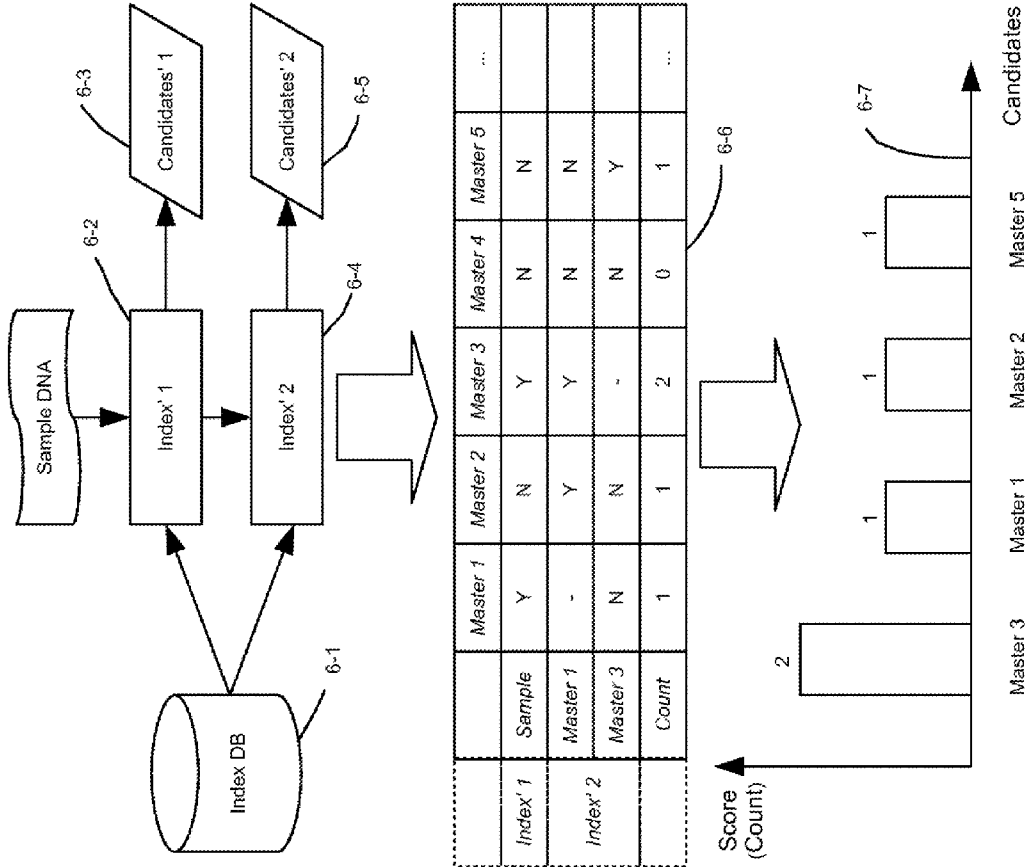 Sample DNA
6-2
6-3
Index' 1
Candidates' 1
Index DB
6-1
Index' 2
6-4
Candidates' 2
6-5
Master 1 Master 2 Master 3 Master 4 Master 5 ...
Index' 1 Sample Y N Y N N
Index' 2 Master 1 - Y Y N N
Master 3 N N - N Y
Count 1 1 2 0 1 ...
6-6
Score
(Count)
2
1
1
1
6-7
Master 3 Master 1 Master 2 Master 5
Candidates